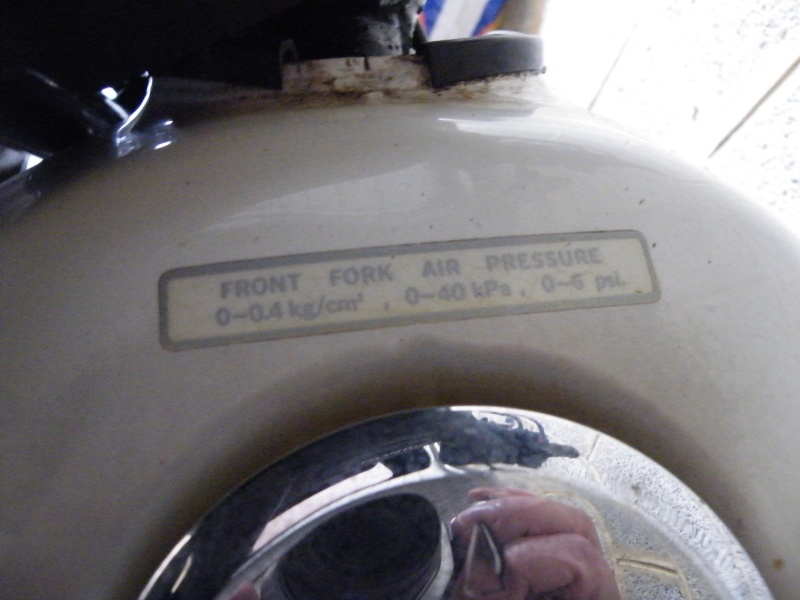 FRONT FORK AIR PRESSURE
0~0.4 kg/cm² , 0~40 kPa , 0~6 psi.